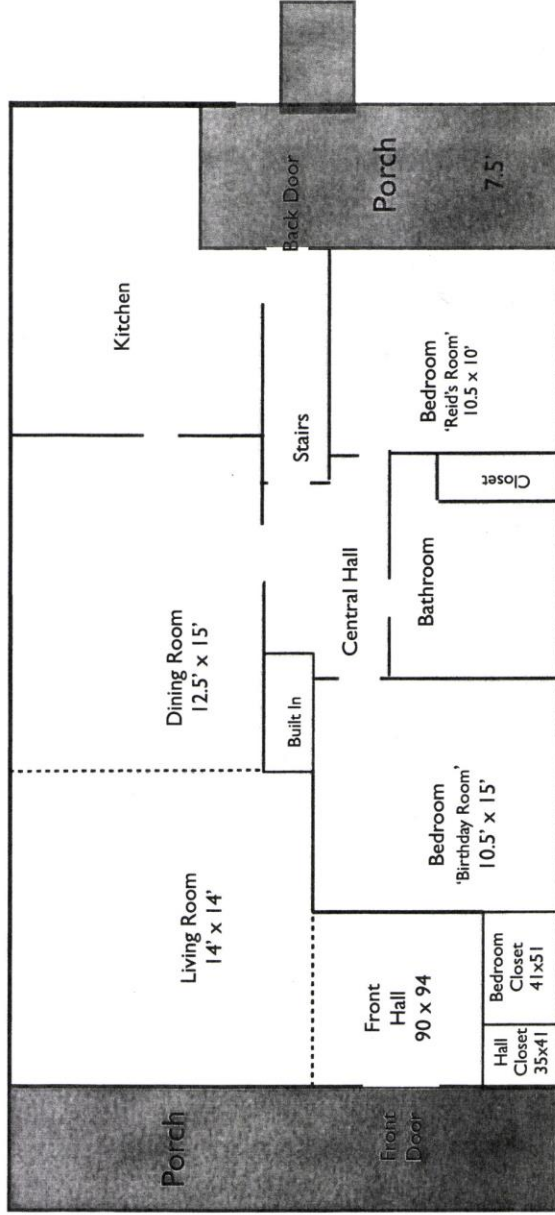 Porch
Front
Door
Living Room
14' x 14'
Front
Hall
90 x 94
Hall
Closet
35x41
Bedroom
Closet
41x51
Dining Room
12.5' x 15'
Built In
Bedroom
'Birthday Room'
10.5' x 15'
Central Hall
Bathroom
Closet
Kitchen
Stairs
Bedroom
'Reid's Room'
10.5 x 10'
Back Door
Porch
7.5'